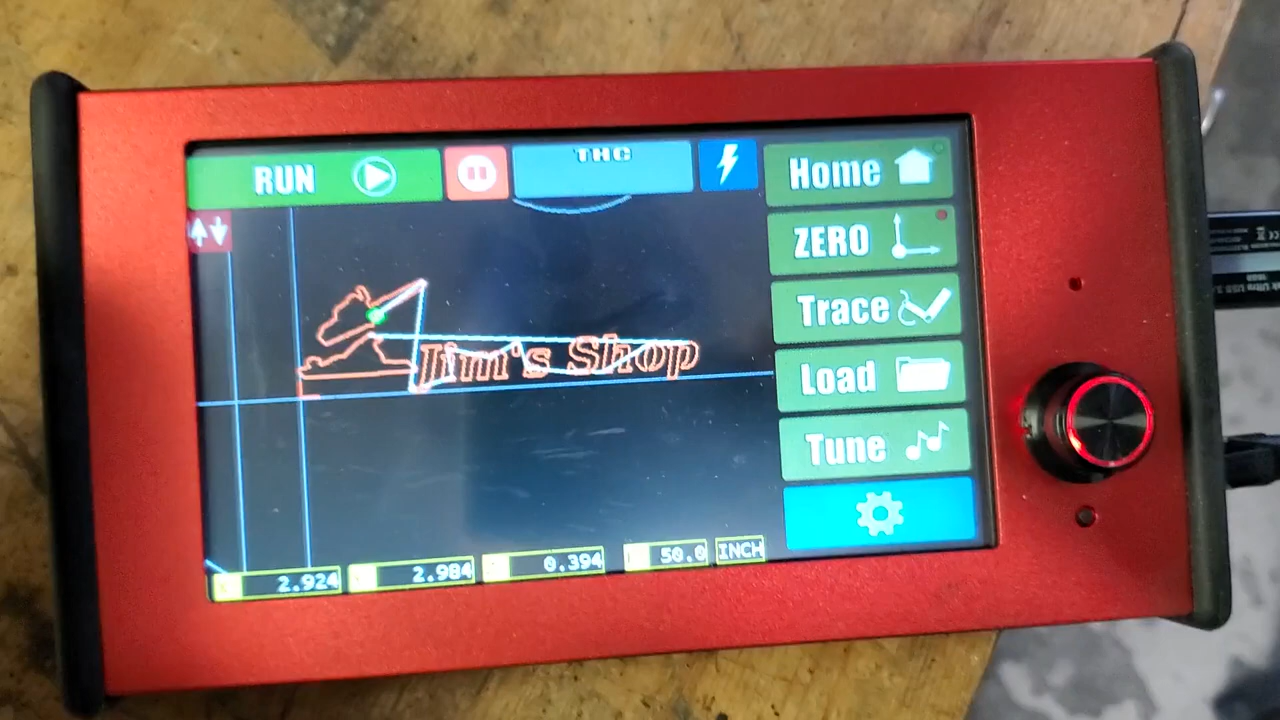 RUN
THC
Home
ZERO
Trace
Load
Tune
Jim's Shop
2.924
2.984
0.394
50.0
INCH